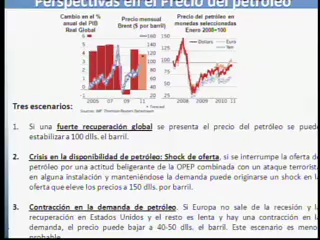 Perspectivas en el Precio del petróleo
Cambio en el %
anual del PIB
Real Global
Precio mensual
Brent ($ por barril)
Precio del petróleo en
monedas seleccionadas
Enero 2008=100
Dollars
Euro
Yen
Tres escenarios:
1. Si una fuerte recuperación global se presenta el precio del petróleo se puede
estabilizar a 100 dlls. el barril.
2. Crisis en la disponibilidad de petróleo: Shock de oferta, si se interrumpe la oferta de
petróleo por una actitud beligerante de la OPEP combinada con un ataque terrorista
en alguna instalación y manteniéndose la demanda puede originarse un shock en la
oferta que eleve los precios a 150 dlls. por barril.
3. Contracción en la demanda de petróleo. Si Europa no sale de la recesión y la
recuperación en Estados Unidos y el resto es lenta y hay una contracción en la
demanda, el precio puede bajar a 40-50 dlls. el barril. Este escenario es menos
probable.